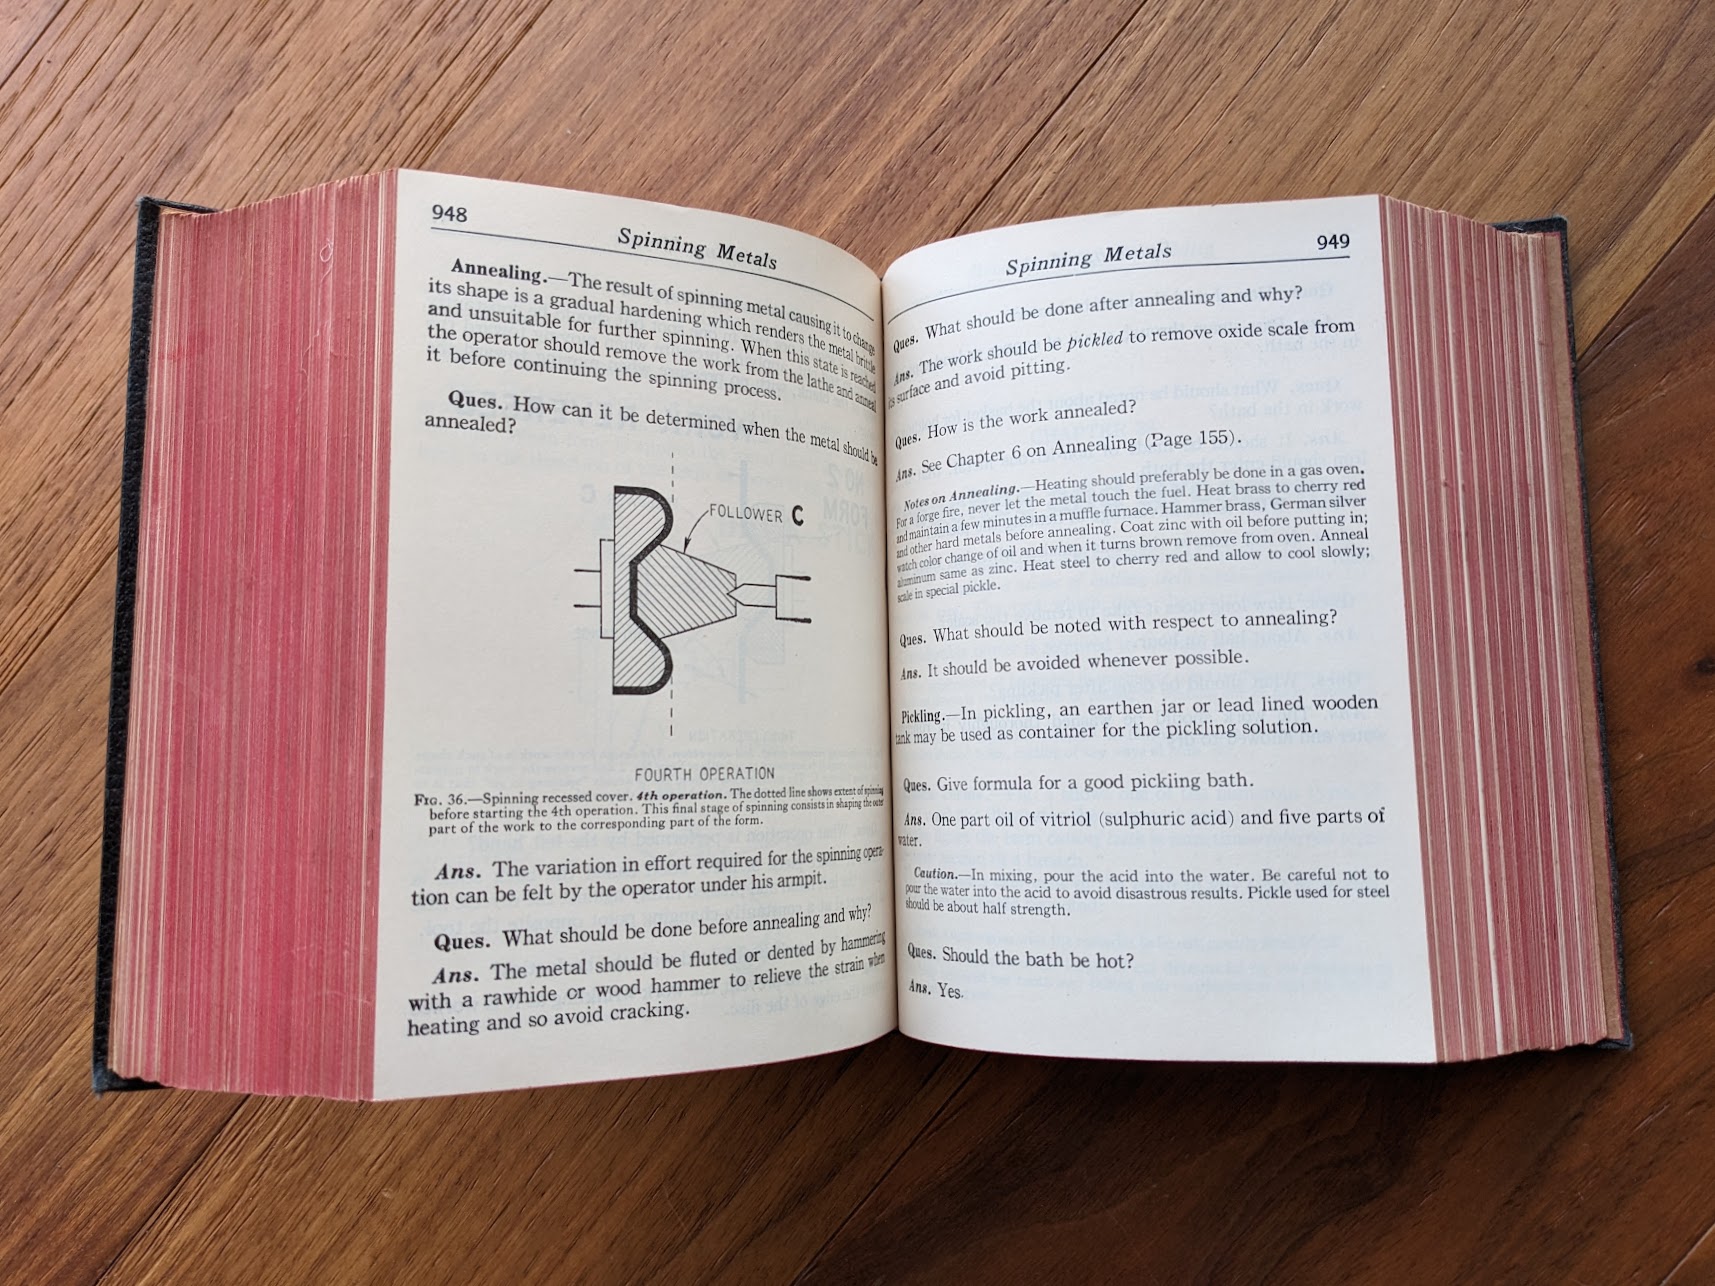 948
Spinning Metals
Annealing.—The result of spinning metal causing it to change
its shape is a gradual hardening which renders the metal brittle
and unsuitable for further spinning. When this state is reached
the operator should remove the work from the lathe and anneal
it before continuing the spinning process.
Ques. How can it be determined when the metal should be
annealed?
FOLLOWER C
FOURTH OPERATION
FIG. 36.—Spinning recessed cover. 4th operation. The dotted line shows extent of spinning
before starting the 4th operation. This final stage of spinning consists in shaping the outer
part of the work to the corresponding part of the form.
Ans. The variation in effort required for the spinning opera-
tion can be felt by the operator under his armpit.
Ques. What should be done before annealing and why?
Ans. The metal should be fluted or dented by hammering
with a rawhide or wood hammer to relieve the strain when
heating and so avoid cracking.
Spinning Metals
949
Ques. What should be done after annealing and why?
Ans. The work should be pickled to remove oxide scale from
its surface and avoid pitting.
Ques. How is the work annealed?
Ans. See Chapter 6 on Annealing (Page 155).
Notes on Annealing.—Heating should preferably be done in a gas oven.
For a forge fire, never let the metal touch the fuel. Heat brass to cherry red
and maintain a few minutes in a muffle furnace. Hammer brass, German silver
and other hard metals before annealing. Coat zinc with oil before putting in;
watch color change of oil and when it turns brown remove from oven. Anneal
aluminum same as zinc. Heat steel to cherry red and allow to cool slowly;
scale in special pickle.
Ques. What should be noted with respect to annealing?
Ans. It should be avoided whenever possible.
Pickling.—In pickling, an earthen jar or lead lined wooden
tank may be used as container for the pickling solution.
Ques. Give formula for a good pickiing bath.
Ans. One part oil of vitriol (sulphuric acid) and five parts of
water.
Caution.—In mixing, pour the acid into the water. Be careful not to
pour the water into the acid to avoid disastrous results. Pickle used for steel
should be about half strength.
Ques. Should the bath be hot?
Ans. Yes.